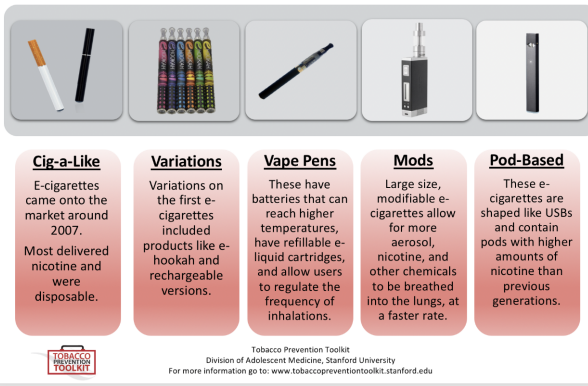 Cig-a-Like
E-cigarettes
came onto the
market around
2007.
Most delivered
nicotine and
were
disposable.
Variations
Variations on
the first e-
cigarettes
included
products like e-
hookah and
rechargeable
versions.
Vape Pens
These have
batteries that can
reach higher
temperatures,
have refillable e-
liquid cartridges,
and allow users
to regulate the
frequency of
inhalations.
Mods
Large size,
modifiable e-
cigarettes allow
for more
aerosol,
nicotine, and
other chemicals
to be breathed
into the lungs, at
a faster rate.
Pod-Based
These e-
cigarettes are
shaped like USBs
and contain
pods with higher
amounts of
nicotine than
previous
generations.
TOBACCO
PREVENTION
TOOLKIT
Tobacco Prevention Toolkit
Division of Adolescent Medicine, Stanford University
For more information go to: www.tobaccopreventiontoolkit.stanford.edu